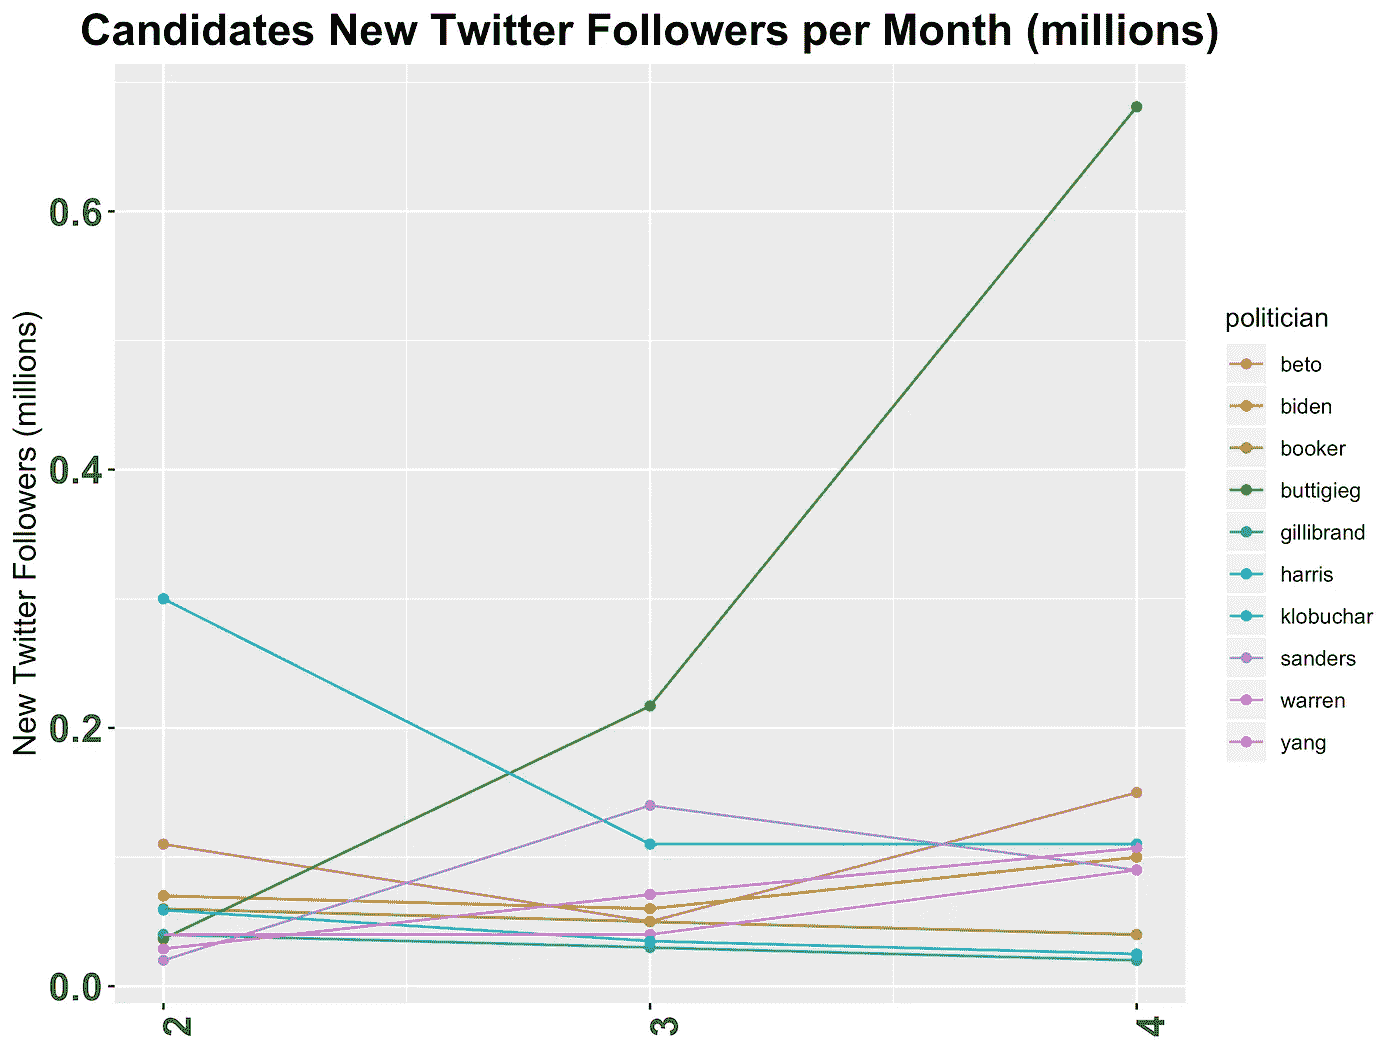 Candidates New Twitter Followers per Month (millions)
New Twitter Followers (millions)
0.6
0.4
0.2
0.0
2
3
4
politician
beto
biden
booker
buttigieg
gillibrand
harris
klobuchar
sanders
warren
yang